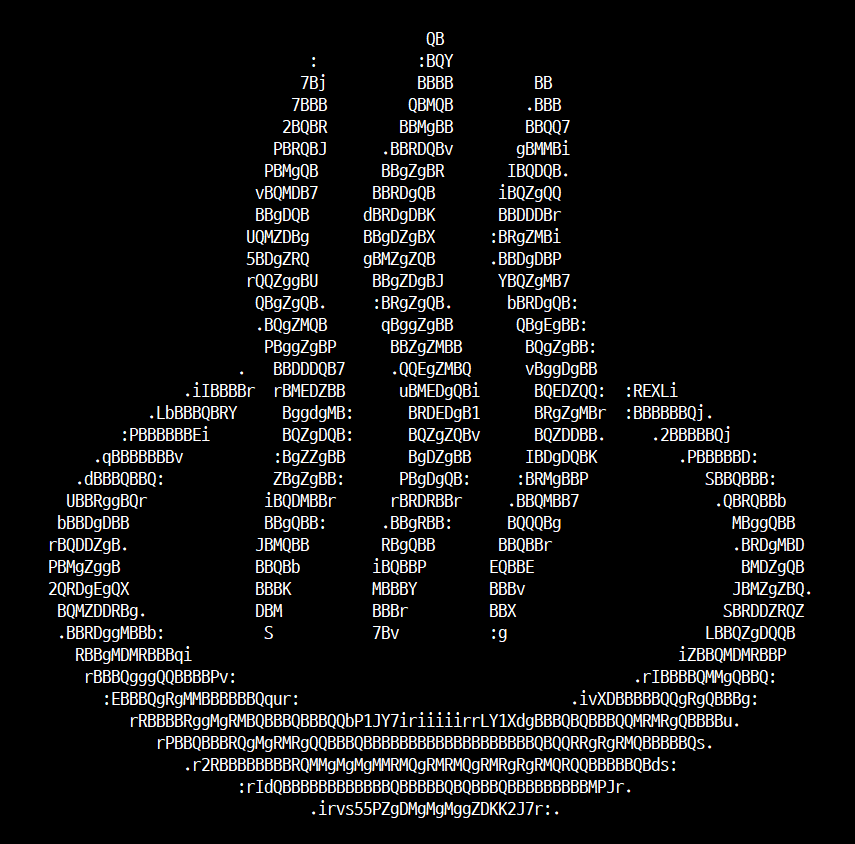 QB
: :BQY
7Bj BBBB BB
7BBB QBMQB .BBB
2BQBR BBMgBB BBQQ7
PBRQBJ .BBRDQBv gBMMBi
PBMgQB BBgZgBR IBQDQB.
vBQMDB7 BBRDgQB iBQZgQQ
BBgDQB dBRDgDBK BBDDDBr
UQMZDBg BBgDZgBX :BRgZMBi
5BDgZRQ gBMZgZQB .BBDgDBP
rQQZggBU BBgZDgBJ YBQZgMB7
QBgZgQB. :BRgZgQB. bBRDgQB:
.BQgZMQB qBggZgBB QBgEgBB:
PBggZgBP BBZgZMBB BQgZgBB:
. BBDDDQB7 .QQEgZMBQ vBggDgBB
.iIBBBBr rBMEDZBB uBMEDgQBi BQEDZQQ: :REXLi
.LbBBBQBRY BggdgMB: BRDEDgB1 BRgZgMBr :BBBBBBQj.
:PBBBBBBEi BQZgDQB: BQZgZQBv BQZDDBB. .2BBBBBQj
.qBBBBBBBv :BgZZgBB BgDZgBB IBDgDQBK .PBBBBBD:
.dBBBQBBQ: ZBgZgBB: PBgDgQB: :BRMgBBP SBBQBBB:
UBBRggBQr iBQDMBBr rBRDRBBr .BBQMBB7 .QBRQBBb
bBBDgDBB BBgQBB: .BBgRBB: BQQQBg MBggQBB
rBQDDZgB. JBMQBB RBgQBB BBQBBr .BRDgMBD
PBMgZggB BBQBb iBQBBP EQBBE BMDZgQB
2QRDgEgQX BBBK MBBBY BBBv JBMZgZBQ.
BQMZDDRBg. DBM BBBr BBX SBRDDZRQZ
.BBRDggMBBb: S 7Bv :g LBBQZgDQQB
RBBgMDMRBBBqi iZBBQMDMRBBP
rBBBQgggQQBBBBPv: .rIBBBBQMMgQBBQ:
:EBBBQgRgMMBBBBBBQqur: .ivXDBBBBBQQgRgQBBBg:
rRBBBBRggMgRMBQBBBQBBBQQbP1JY7iriiiiirrLY1XdgBBBQBQBBBQQMRMRgQBBBBu.
rPBBQBBBRQgMgRMRgQQBBBQBBBBBBBBBBBBBBBBBBBQBQQRRgRgRMQBBBBBQs.
.r2RBBBBBBBBRQMMgMgMgMMRMQgRMRMQgRMRgRgRMQRQQBBBBBQBds:
:rIdQBBBBBBBBBBBBQBBBBBQBQBBBQBBBBBBBBBMPJr.
.irvs55PZgDMgMgMggZDKK2J7r:.